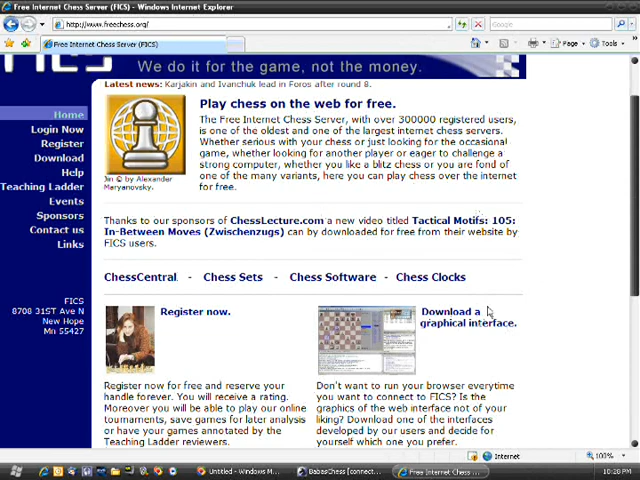 Free Internet Chess Server (FICS) - Windows Internet Explorer
http://www.freechess.org/
Google
Free Internet Chess Server (FICS)
Page
Tools
FICS
We do it for the game, not the money.
Latest news: Karjakin and Ivanchuk lead in Foros after round 8.
Home
Login Now
Register
Download
Help
Teaching Ladder
Events
Sponsors
Contact us
Links
FICS
8708 31ST Ave N
New Hope
Mn 55427
Jin © by Alexander
Maryanovsky.
Play chess on the web for free.
The Free Internet Chess Server, with over 300000 registered users,
is one of the oldest and one of the largest internet chess servers.
Whether serious with your chess or just looking for the occasional
game, whether looking for another player or eager to challenge a
strong computer, whether you like a blitz chess or you are fond of
one of the many variants, here you can play chess over the internet
for free.
Thanks to our sponsors of ChessLecture.com a new video titled Tactical Motifs: 105:
In-Between Moves (Zwischenzugs) can by downloaded for free from their website by
FICS users.
ChessCentral - Chess Sets - Chess Software - Chess Clocks
Register now.
Register now for free and reserve your
handle forever. You will receive a rating.
Moreover you will be able to play our online
tournaments, save games for later analysis
or have your games annotated by the
Teaching Ladder reviewers.
Download a
graphical interface.
Don't want to run your browser everytime
you want to connect to FICS? Is the
graphics of the web interface not of your
liking? Download one of the interfaces
developed by our users and decide for
yourself which one you prefer.
Internet
100%
Untitled - Windows M...
BabasChess [connect...
Free Internet Chess ...
10:28 PM